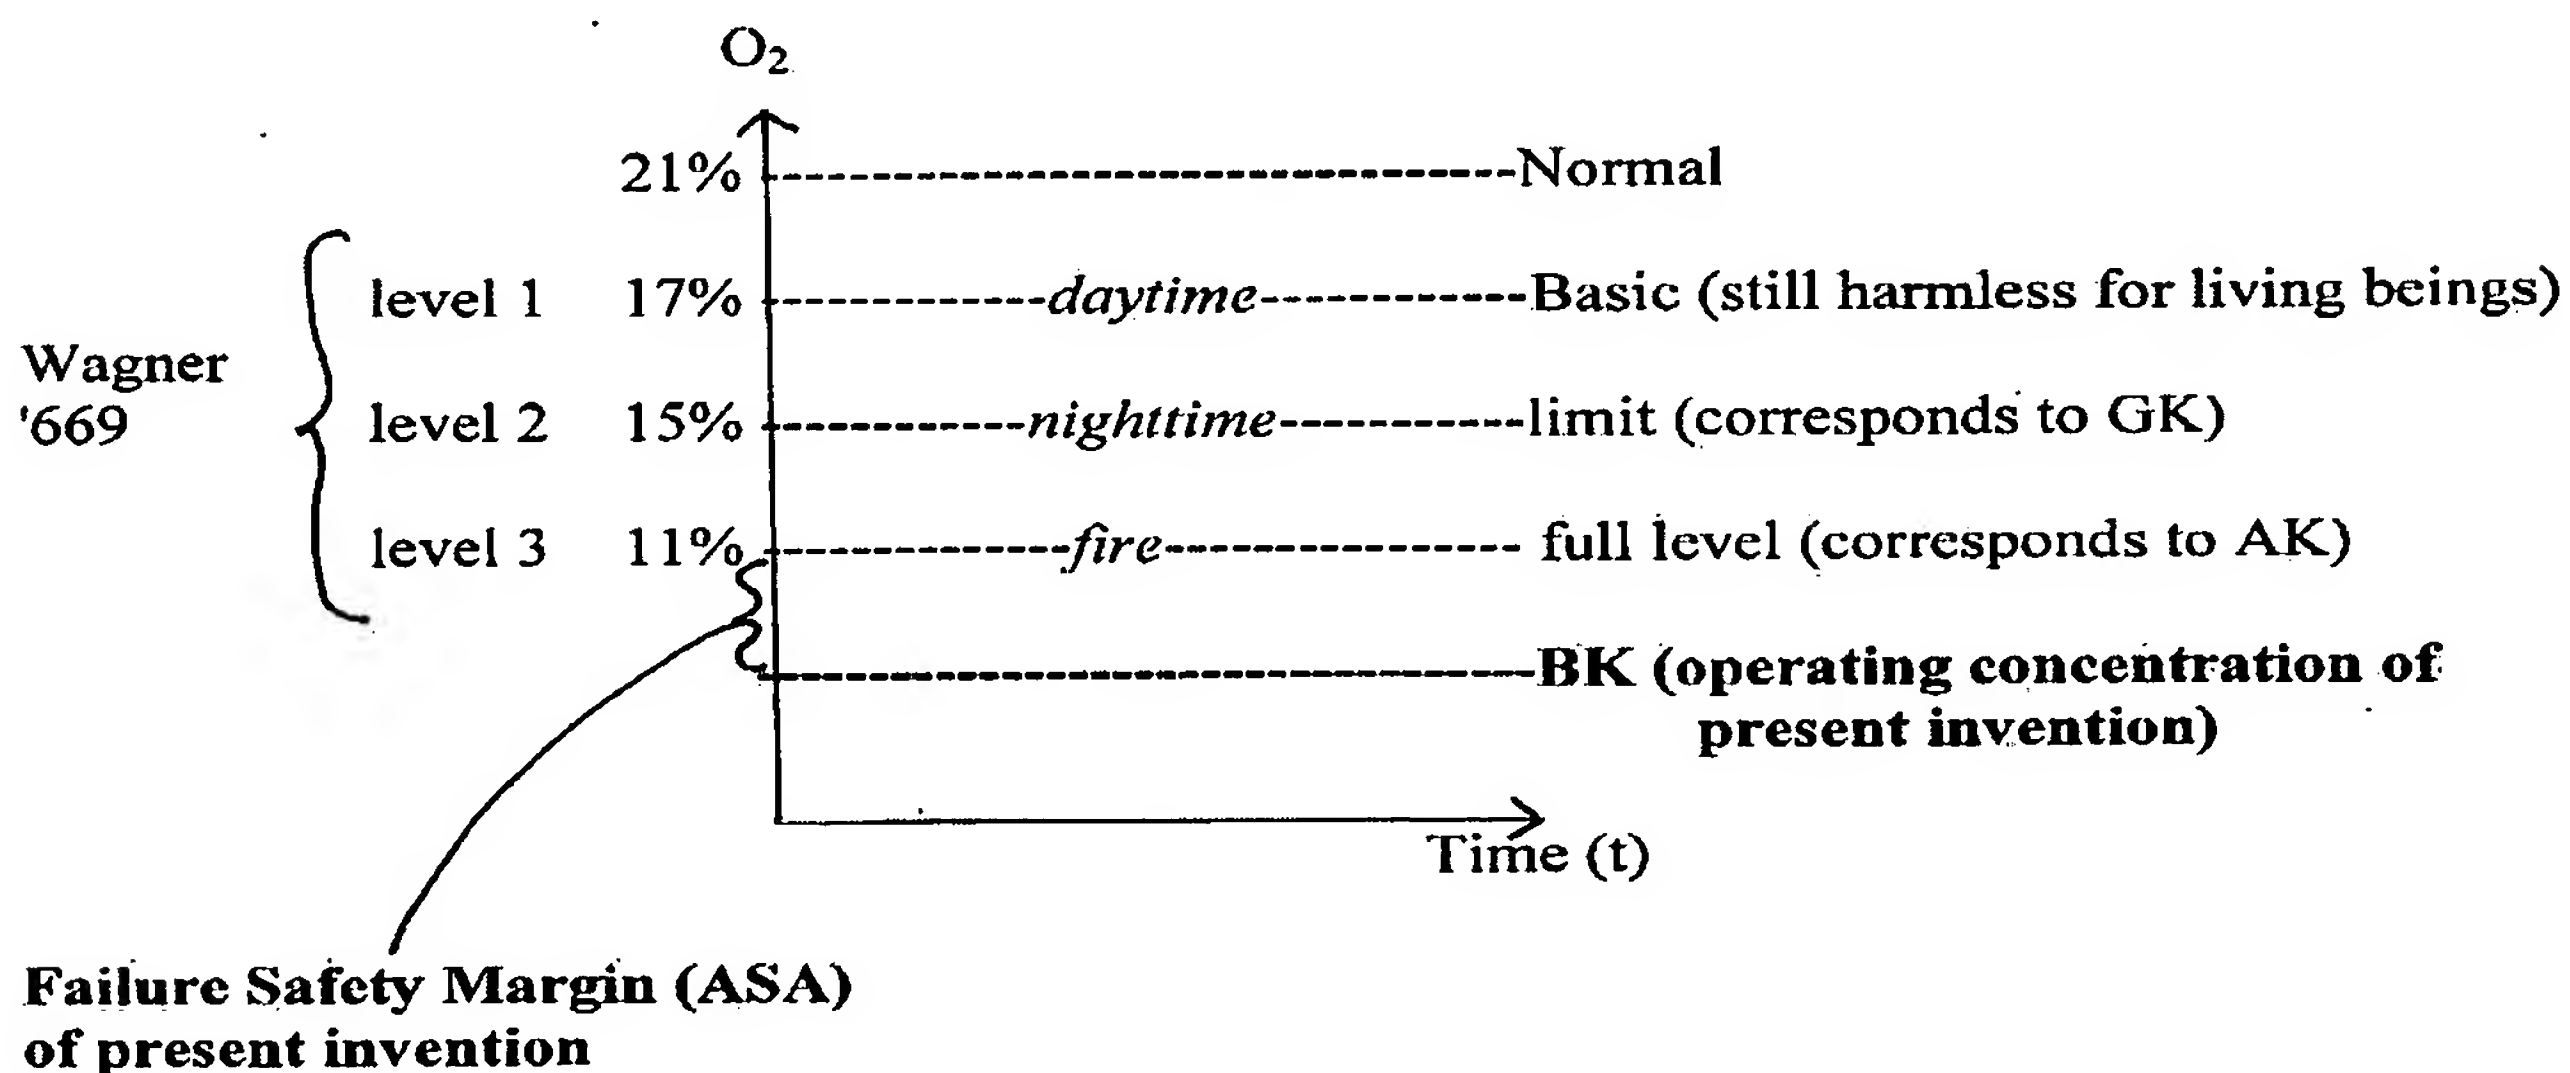 O₂
21% Normal
level 1 17% daytime Basic (still harmless for living beings)
Wagner
'669
level 2 15% nighttime limit (corresponds to GK)
level 3 11% fire full level (corresponds to AK)
BK (operating concentration of
present invention)
Time (t)
Failure Safety Margin (ASA)
of present invention